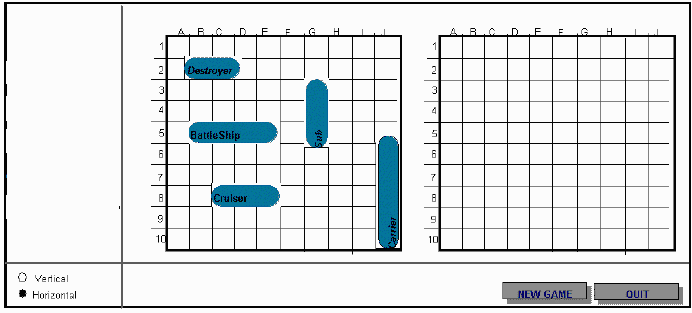 A B C D E F G H I J
A B C D E F G H I J
1
2
3
4
5
6
7
8
9
10
Destroyer
Sub
BattleShip
Cruiser
Carrier
1
2
3
4
5
6
7
8
9
10
Vertical
Horizontal
NEW GAME
QUIT